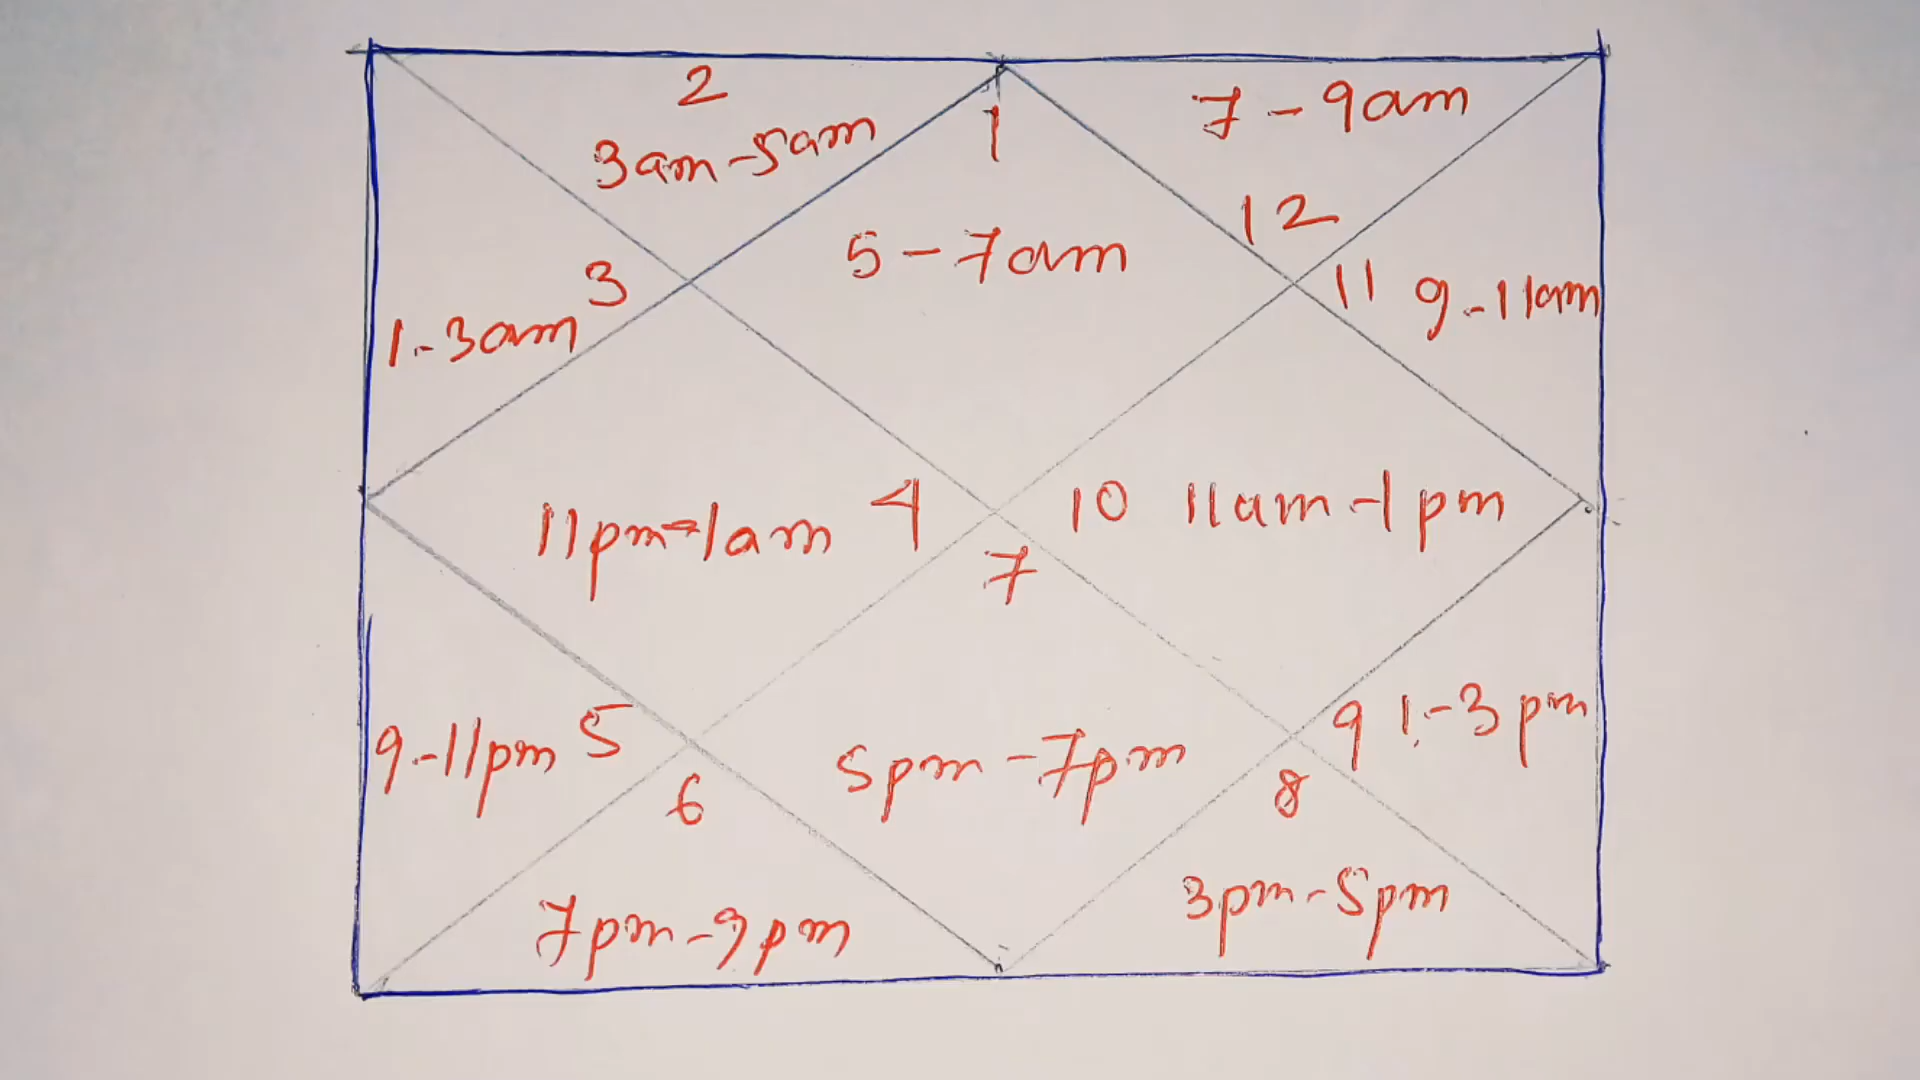 2
3am-5am
1
5-7am
7-9am
12
3
1-3am
11 9-11am
11pm-1am 4
10 11am-1pm
7
5pm-7pm
9-11pm 5
6
7pm-9pm
9 1-3pm
8
3pm-5pm